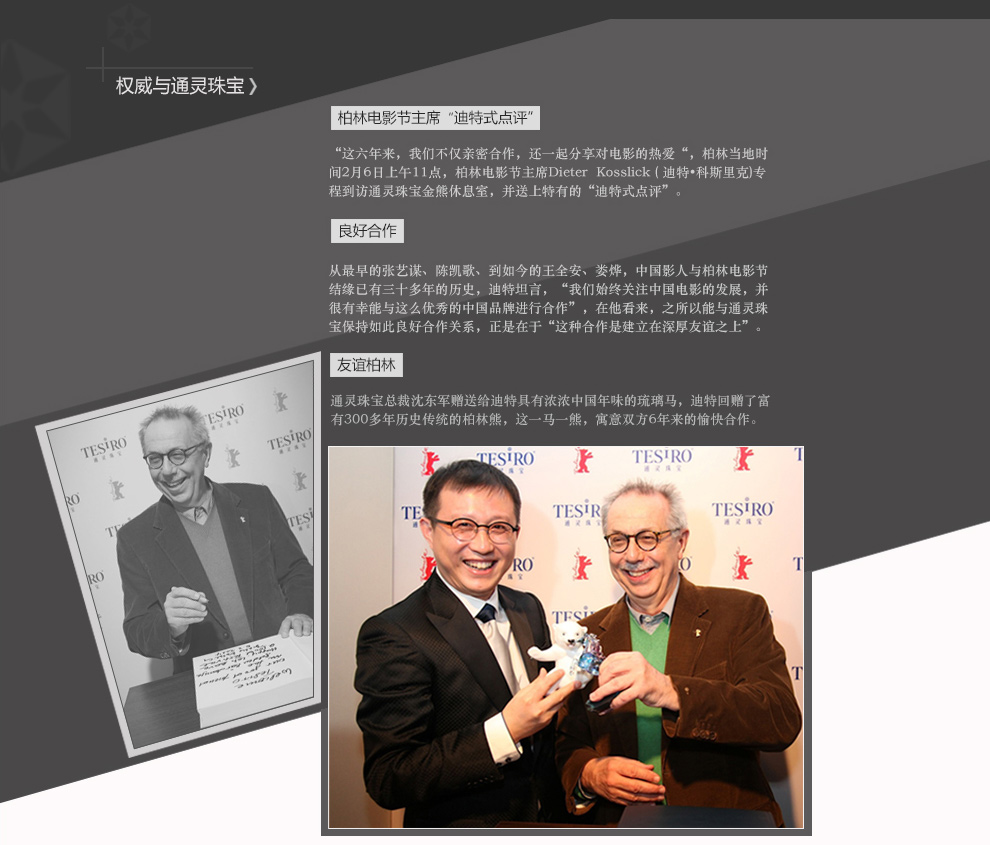 权威与通灵珠宝》
柏林电影节主席“迪特式点评”
“这六年来，我们不仅亲密合作，还一起分享对电影的热爱“，柏林当地时
间2月6日上午11点，柏林电影节主席Dieter Kosslick ( 迪特•科斯里克)专
程到访通灵珠宝金熊休息室，并送上特有的“迪特式点评”。
良好合作
从最早的张艺谋、陈凯歌、到如今的王全安、娄烨，中国影人与柏林电影节
结缘已有三十多年的历史，迪特坦言，“我们始终关注中国电影的发展，并
很有幸能与这么优秀的中国品牌进行合作”，在他看来，之所以能与通灵珠
宝保持如此良好合作关系，正是在于“这种合作是建立在深厚友谊之上”。
友谊柏林
通灵珠宝总裁沈东军赠送给迪特具有浓浓中国年味的琉璃马，迪特回赠了富
有300多年历史传统的柏林熊，这一马一熊，寓意双方6年来的愉快合作。
TESIRO
通灵珠宝
TESIRO
通灵珠宝
TESIRO
通灵珠宝
TESIRO
通灵珠宝
TESIRO
通灵珠宝